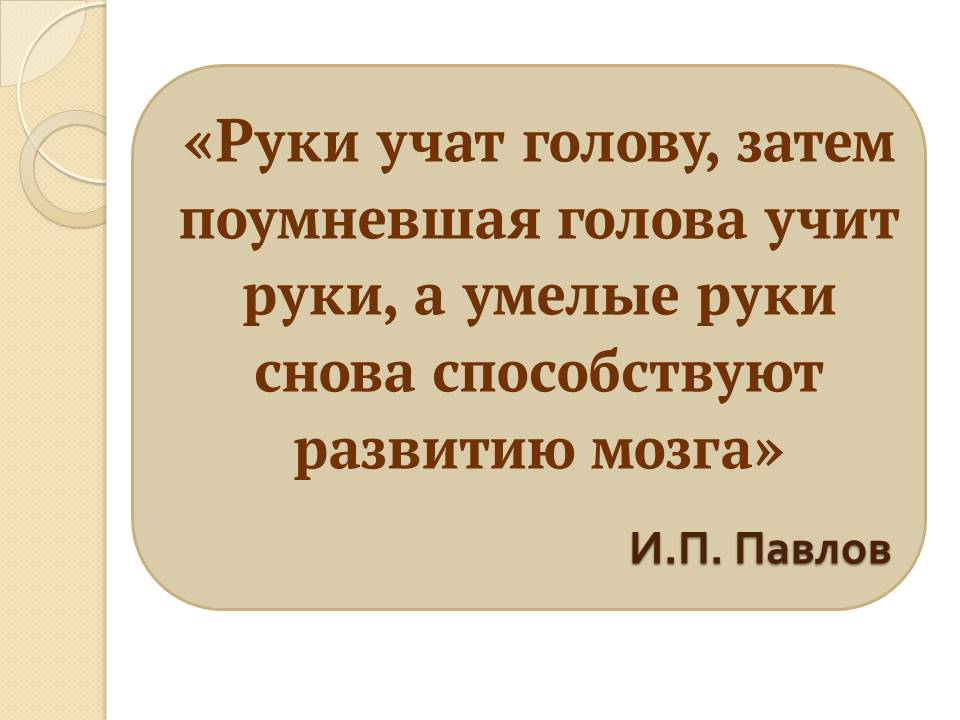 «Руки учат голову, затем
поумневшая голова учит
руки, а умелые руки
снова способствуют
развитию мозга»
И.П. Павлов